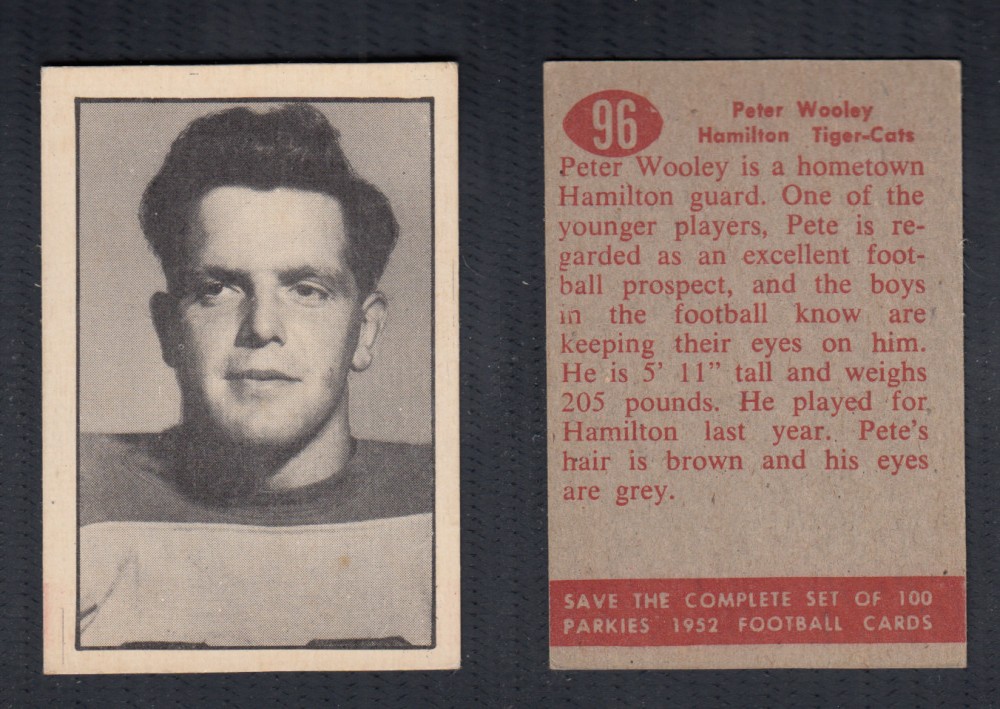 96
Peter Wooley
Hamilton Tiger-Cats
Peter Wooley is a hometown
Hamilton guard. One of the
younger players, Pete is re-
garded as an excellent foot-
ball prospect, and the boys
in the football know are
keeping their eyes on him.
He is 5' 11" tall and weighs
205 pounds. He played for
Hamilton last year. Pete's
hair is brown and his eyes
are grey.
SAVE THE COMPLETE SET OF 100
PARKIES' 1952 FOOTBALL CARDS